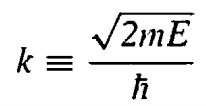 k ≡ √(2mE) / ħ